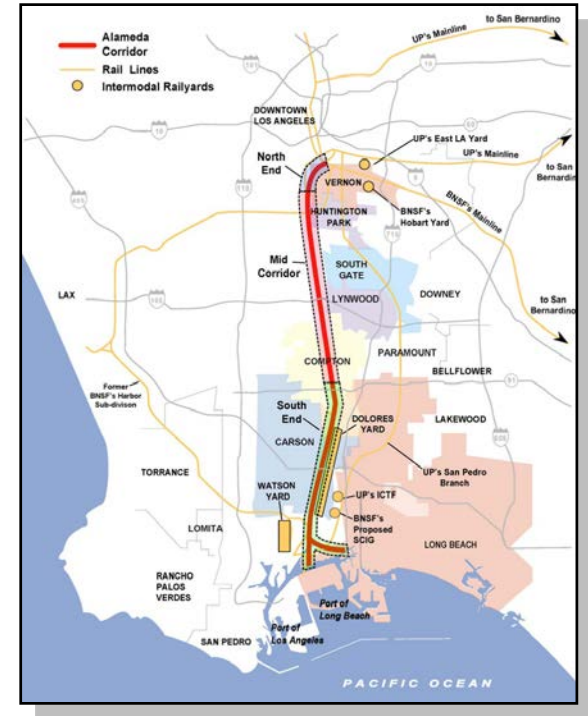 to San Bernardino
UP's Mainline
Alameda
Corridor
Rail Lines
Intermodal Railyards
DOWNTOWN
LOS ANGELES
UP's East LA Yard
UP's Mainline
to San
Bernardin
North
End
VERNON
BNSF's
Hobart Yard
BNSF's Mainline
HUNTINGTON
PARK
Mid
Corridor
SOUTH
GATE
LYNWOOD
DOWNEY
LAX
to San
Bernardino
COMPTON
PARAMOUNT
BELLFLOWER
91
Former
BNSF's Harbor
Sub-divison
South
End
DOLORES
YARD
LAKEWOOD
CARSON
TORRANCE
WATSON
YARD
UP's San Pedro
Branch
UP's ICTF
BNSF's
Proposed
SCIG
LOMITA
LONG BEACH
RANCHO
PALOS
VERDES
Port of
Long Beach
Port of
Los Angeles
SAN PEDRO
PACIFIC OCEAN